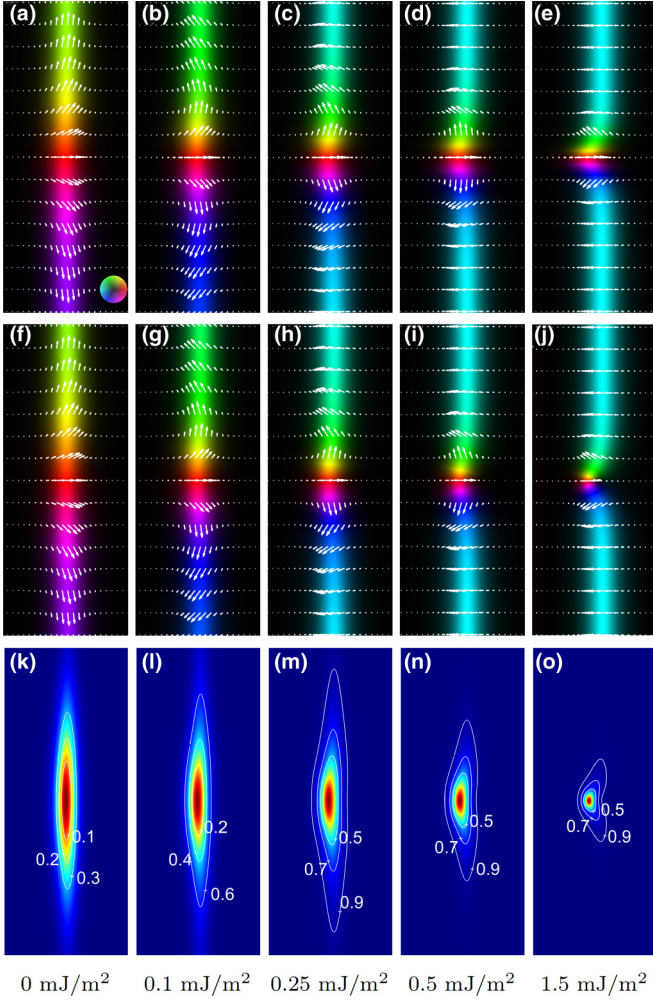 (a) (b) (c) (d) (e)
(f) (g) (h) (i) (j)
(k) (l) (m) (n) (o)
0.1 0.2 0.3
0.2 0.4 0.6
0.5 0.7 0.9
0.5 0.7 0.9
0.5 0.7 0.9
0 mJ/m² 0.1 mJ/m² 0.25 mJ/m² 0.5 mJ/m² 1.5 mJ/m²